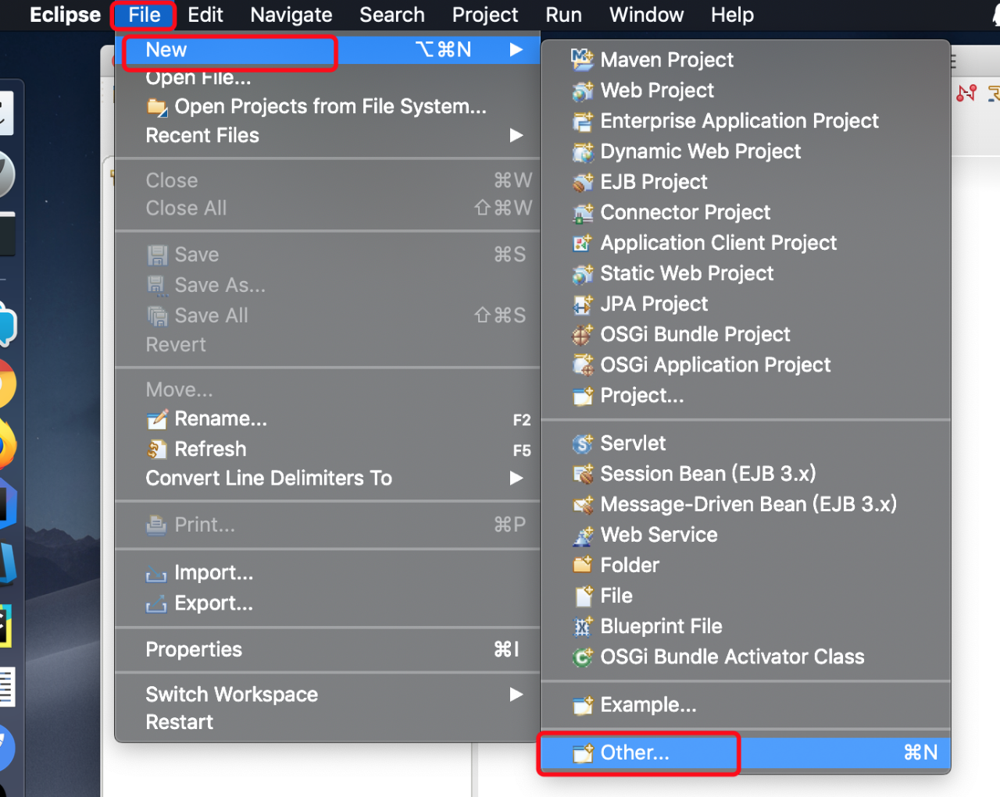 Eclipse File Edit Navigate Search Project Run Window Help
New ⌥⌘N ▶
Open File...
Open Projects from File System...
Recent Files ▶
Close ⌘W
Close All ⇧⌘W
Save ⌘S
Save As...
Save All ⇧⌘S
Revert
Move...
Rename... F2
Refresh F5
Convert Line Delimiters To ▶
Print... ⌘P
Import...
Export...
Properties ⌘I
Switch Workspace ▶
Restart
Maven Project
Web Project
Enterprise Application Project
Dynamic Web Project
EJB Project
Connector Project
Application Client Project
Static Web Project
JPA Project
OSGi Bundle Project
OSGi Application Project
Project...
Servlet
Session Bean (EJB 3.x)
Message-Driven Bean (EJB 3.x)
Web Service
Folder
File
Blueprint File
OSGi Bundle Activator Class
Example...
Other... ⌘N